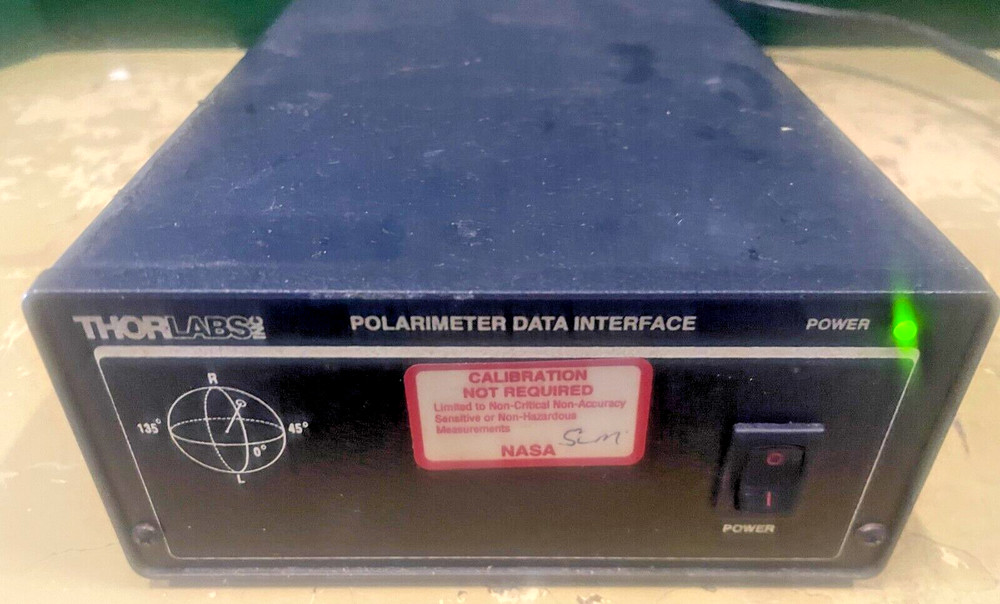 THORLABS INC
POLARIMETER DATA INTERFACE
POWER
R
135°
45°
0°
L
CALIBRATION
NOT REQUIRED
Limited to Non-Critical Non-Accuracy
Sensitive or Non-Hazardous
Measurements
NASA
O
I
POWER